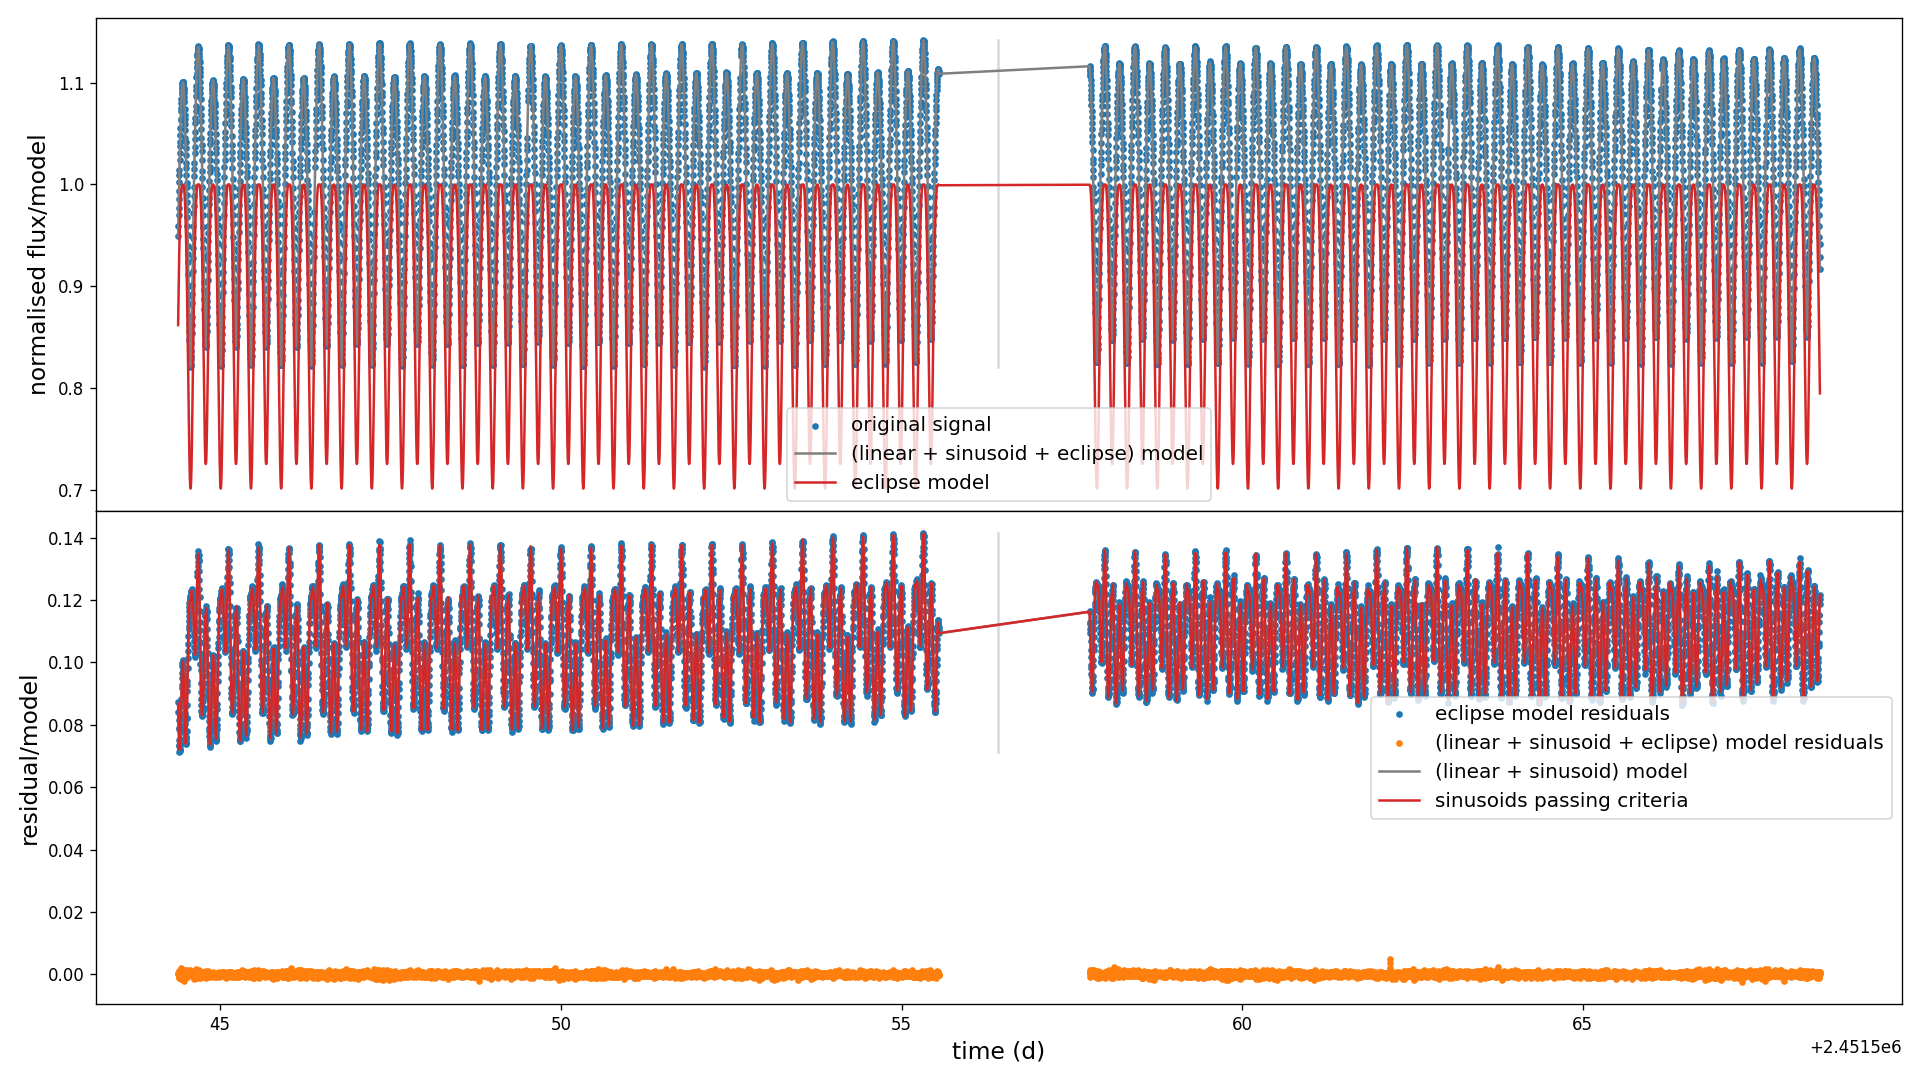 normalised flux/model
1.1
1.0
0.9
0.8
0.7
original signal
(linear + sinusoid + eclipse) model
eclipse model
residual/model
0.14
0.12
0.10
0.08
0.06
0.04
0.02
0.00
eclipse model residuals
(linear + sinusoid + eclipse) model residuals
(linear + sinusoid) model
sinusoids passing criteria
45
50
55
60
65
time (d)
+2.4515e6